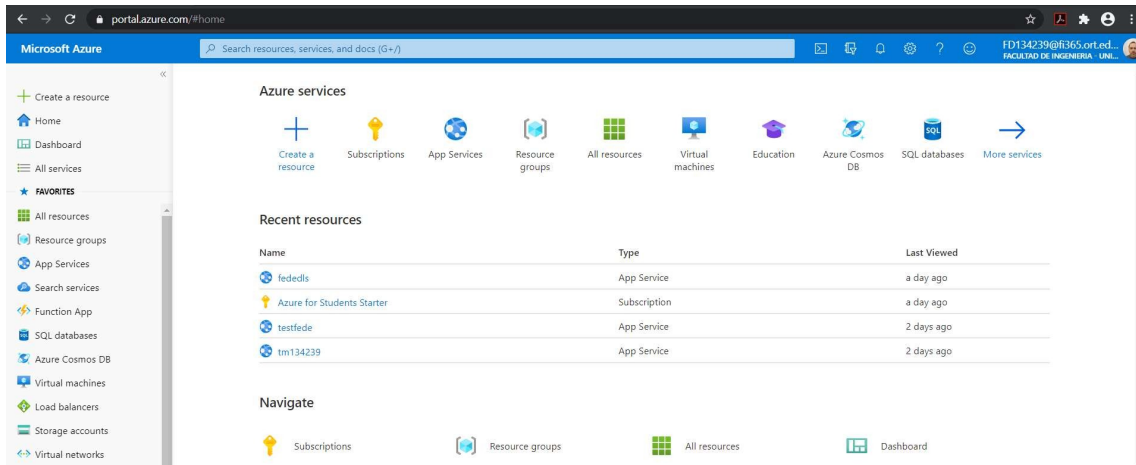 portal.azure.com/#home
Microsoft Azure
Search resources, services, and docs (G+/)
FD134239@fi365.ort.ed...
FACULTAD DE INGENIERIA - UNI...
Create a resource
Home
Dashboard
All services
FAVORITES
All resources
Resource groups
App Services
Search services
Function App
SQL databases
Azure Cosmos DB
Virtual machines
Load balancers
Storage accounts
Virtual networks
Azure services
Create a
resource
Subscriptions
App Services
Resource
groups
All resources
Virtual
machines
Education
Azure Cosmos
DB
SQL
SQL databases
More services
Recent resources
Name Type Last Viewed
fededls App Service a day ago
Azure for Students Starter Subscription a day ago
testfede App Service 2 days ago
tm134239 App Service 2 days ago
Navigate
Subscriptions Resource groups All resources Dashboard